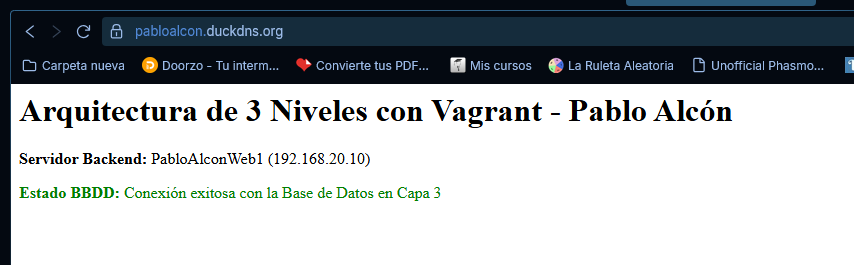 pabloalcon.duckdns.org
Carpeta nueva Doorzo - Tu interm... Convierte tus PDF... Mis cursos La Ruleta Aleatoria Unofficial Phasmo...
Arquitectura de 3 Niveles con Vagrant - Pablo Alcón
Servidor Backend: PabloAlconWeb1 (192.168.20.10)
Estado BBDD: Conexión exitosa con la Base de Datos en Capa 3